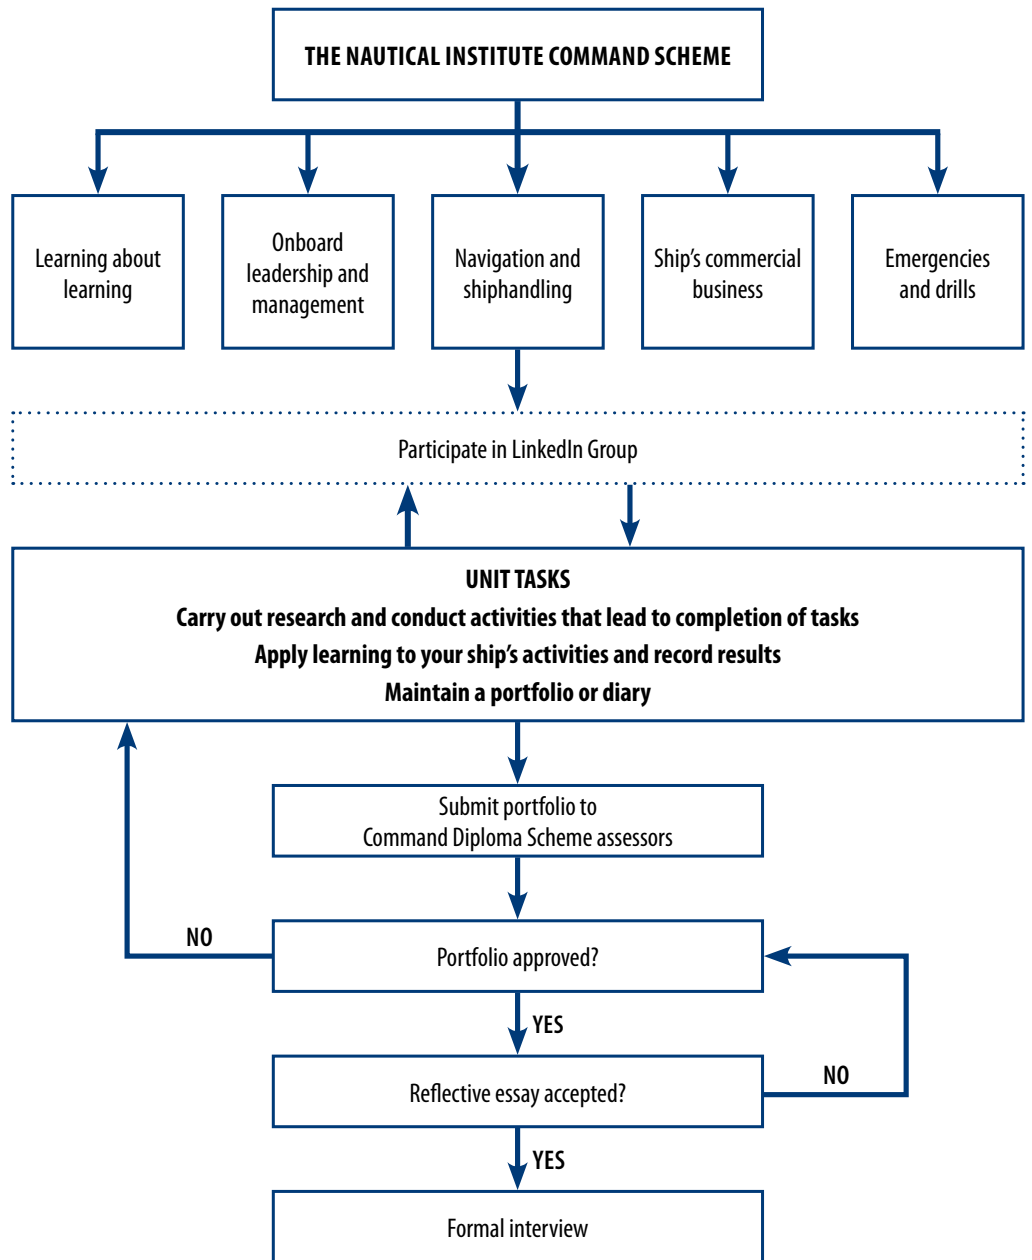 THE NAUTICAL INSTITUTE COMMAND SCHEME
Learning about
learning
Onboard
leadership and
management
Navigation and
shiphandling
Ship's commercial
business
Emergencies
and drills
Participate in LinkedIn Group
UNIT TASKS
Carry out research and conduct activities that lead to completion of tasks
Apply learning to your ship's activities and record results
Maintain a portfolio or diary
Submit portfolio to
Command Diploma Scheme assessors
NO
Portfolio approved?
YES
Reflective essay accepted?
NO
YES
Formal interview